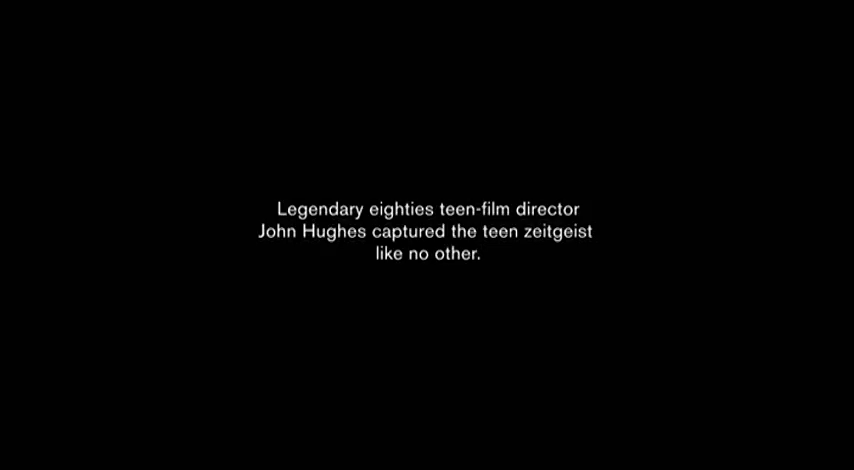 Legendary eighties teen-film director
John Hughes captured the teen zeitgeist
like no other.